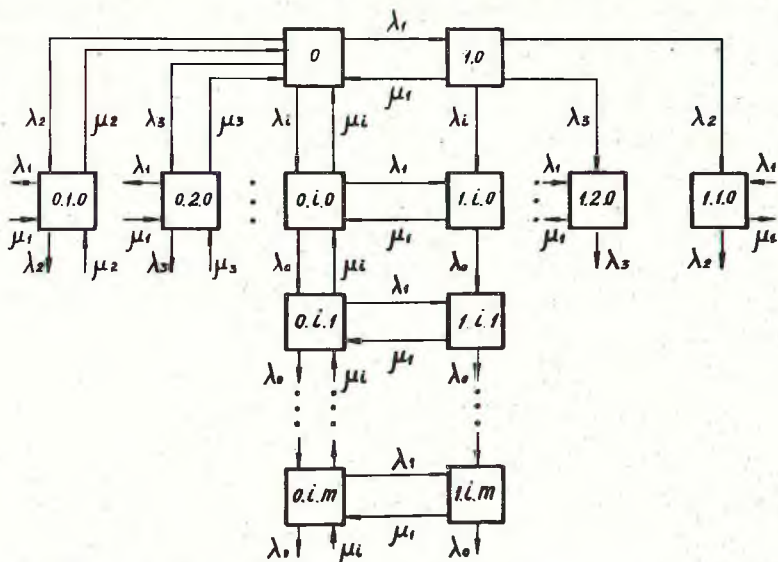 λ₁
0
1.0
μ₁
λ₂ μ₂ λ₃ μ₃ λi μi λi λ₃ λ₂
λ₁ λ₁ λ₁ λ₁ λ₁
0.1.0 0.2.0 0.i.0 1.i.0 1.2.0 1.1.0
μ₁ μ₁ μ₁ μ₁ μ₁
λ₂ μ₂ λ₃ μ₃ λ₀ μi λ₀ λ₃ λ₂
λ₁
0.i.1 1.i.1
μ₁
λ₀ μi λ₀
λ₁
0.i.m 1.i.m
μ₁
μi λ₀